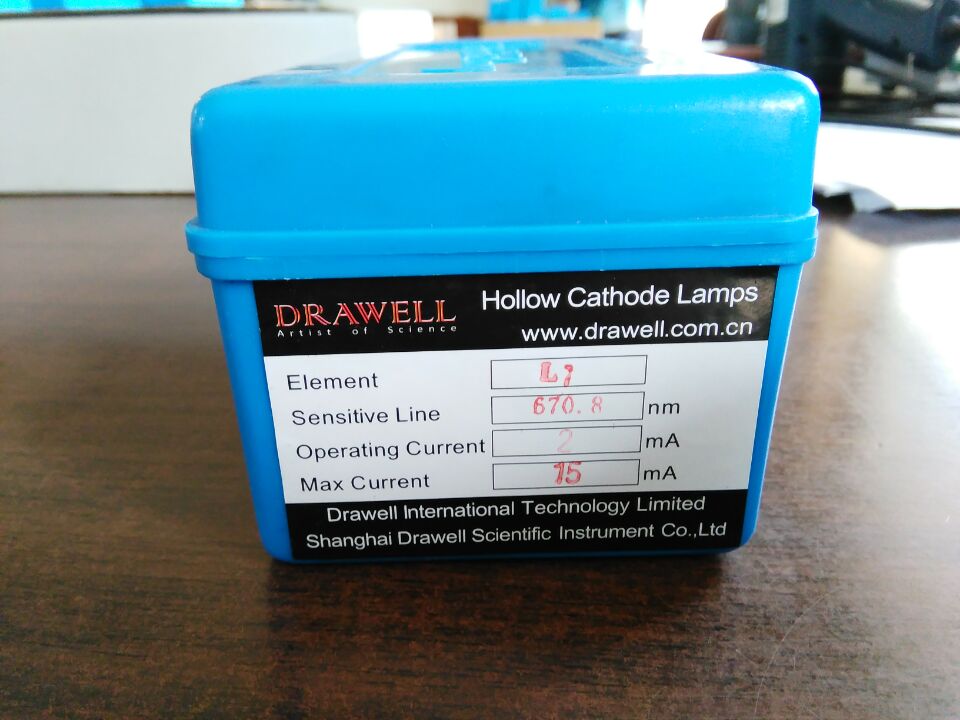 DRAWELL
Artist of Science
Hollow Cathode Lamps
www.drawell.com.cn
Element Li
Sensitive Line 670.8 nm
Operating Current 2 mA
Max Current 15 mA
Drawell International Technology Limited
Shanghai Drawell Scientific Instrument Co.,Ltd